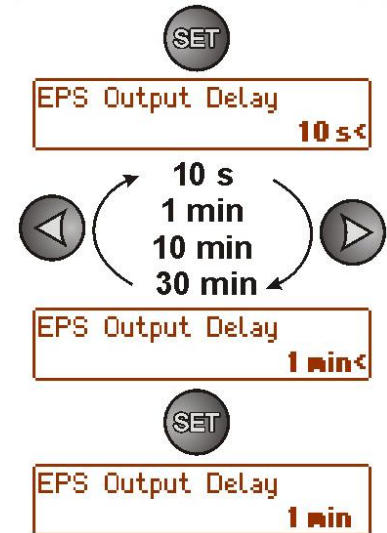 SET
EPS Output Delay
10 s<
10 s
1 min
10 min
30 min
EPS Output Delay
1 min<
SET
EPS Output Delay
1 min